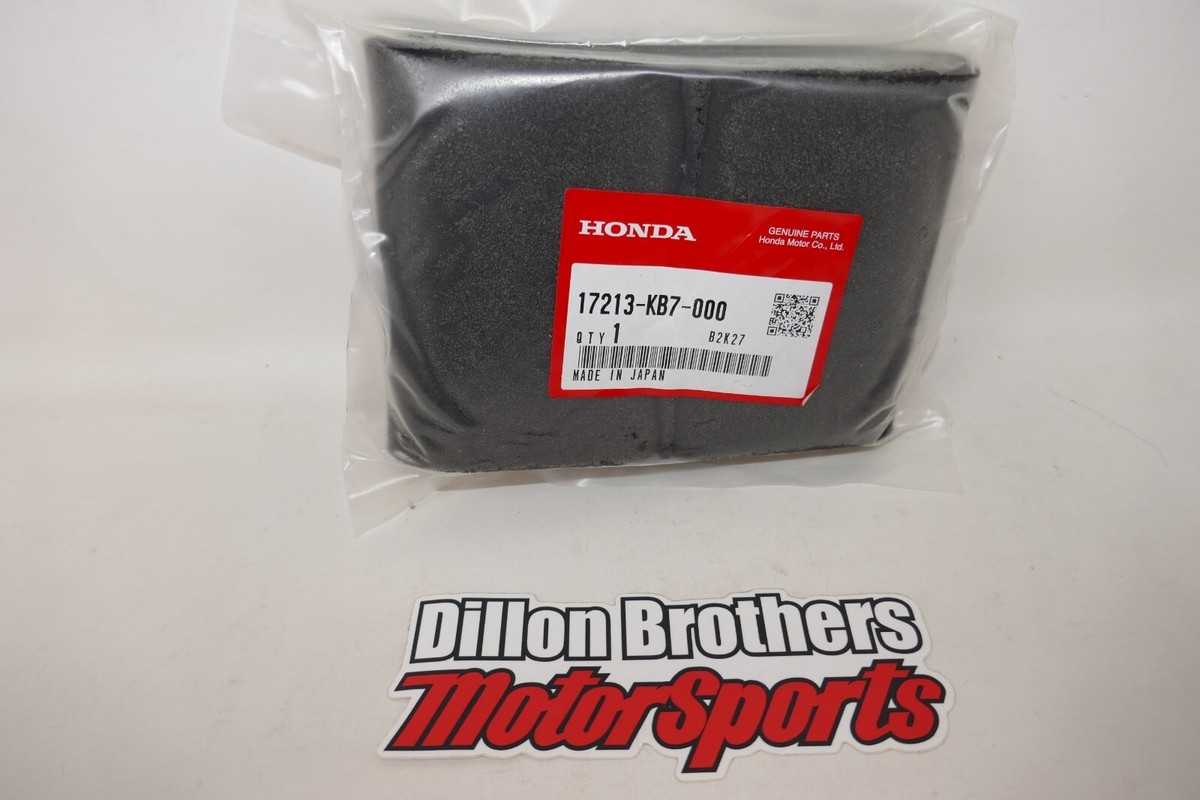 HONDA
GENUINE PARTS
Honda Motor Co., Ltd.
17213-KB7-000
QTY 1 B2K27
MADE IN JAPAN
Dillon Brothers
MotorSports